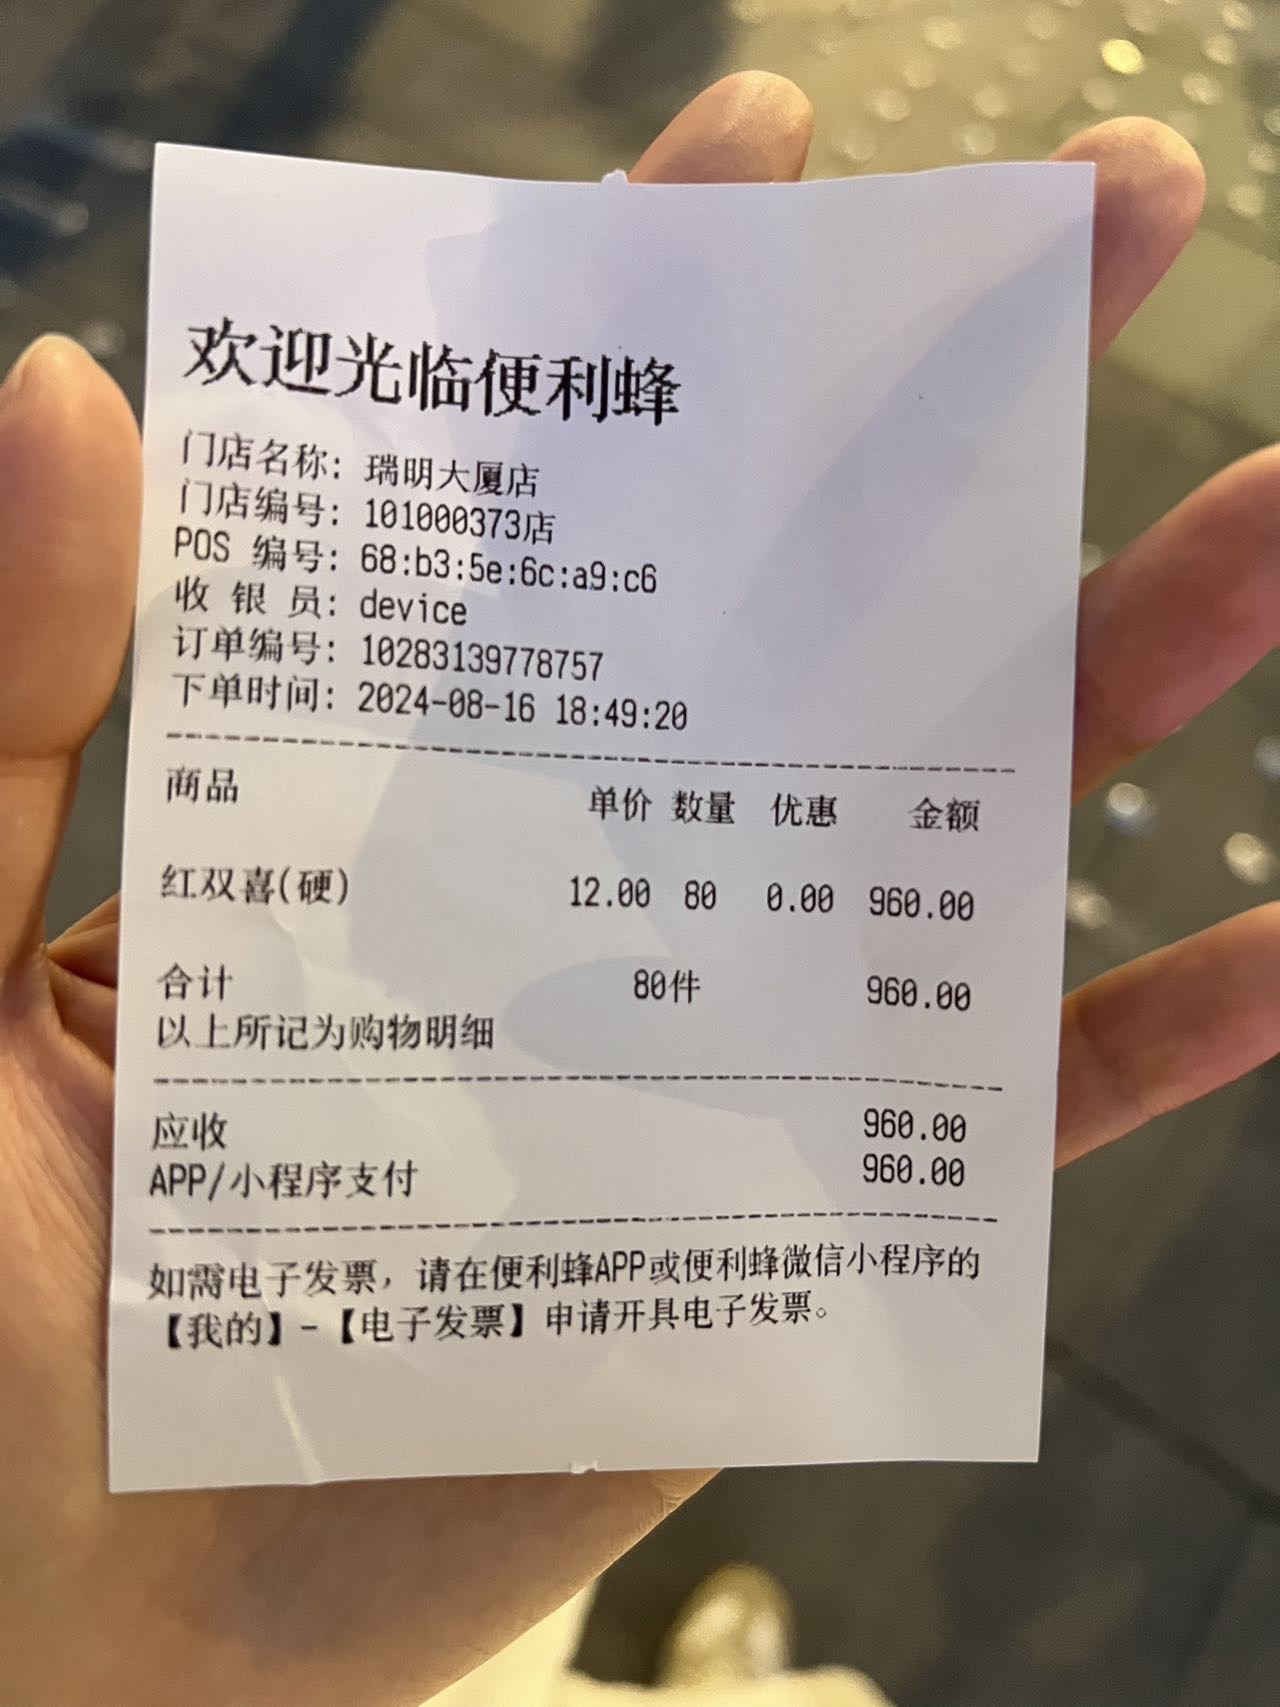 欢迎光临便利蜂
门店名称: 瑞明大厦店
门店编号: 101000373店
POS 编号: 68:b3:5e:6c:a9:c6
收 银 员: device
订单编号: 10283139778757
下单时间: 2024-08-16 18:49:20
商品 单价 数量 优惠 金额
红双喜(硬) 12.00 80 0.00 960.00
合计 80件 960.00
以上所记为购物明细
应收 960.00
APP/小程序支付 960.00
如需电子发票，请在便利蜂APP或便利蜂微信小程序的
【我的】-【电子发票】申请开具电子发票。